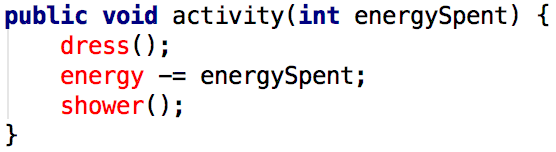 public void activity(int energySpent) {
    dress();
    energy -= energySpent;
    shower();
}